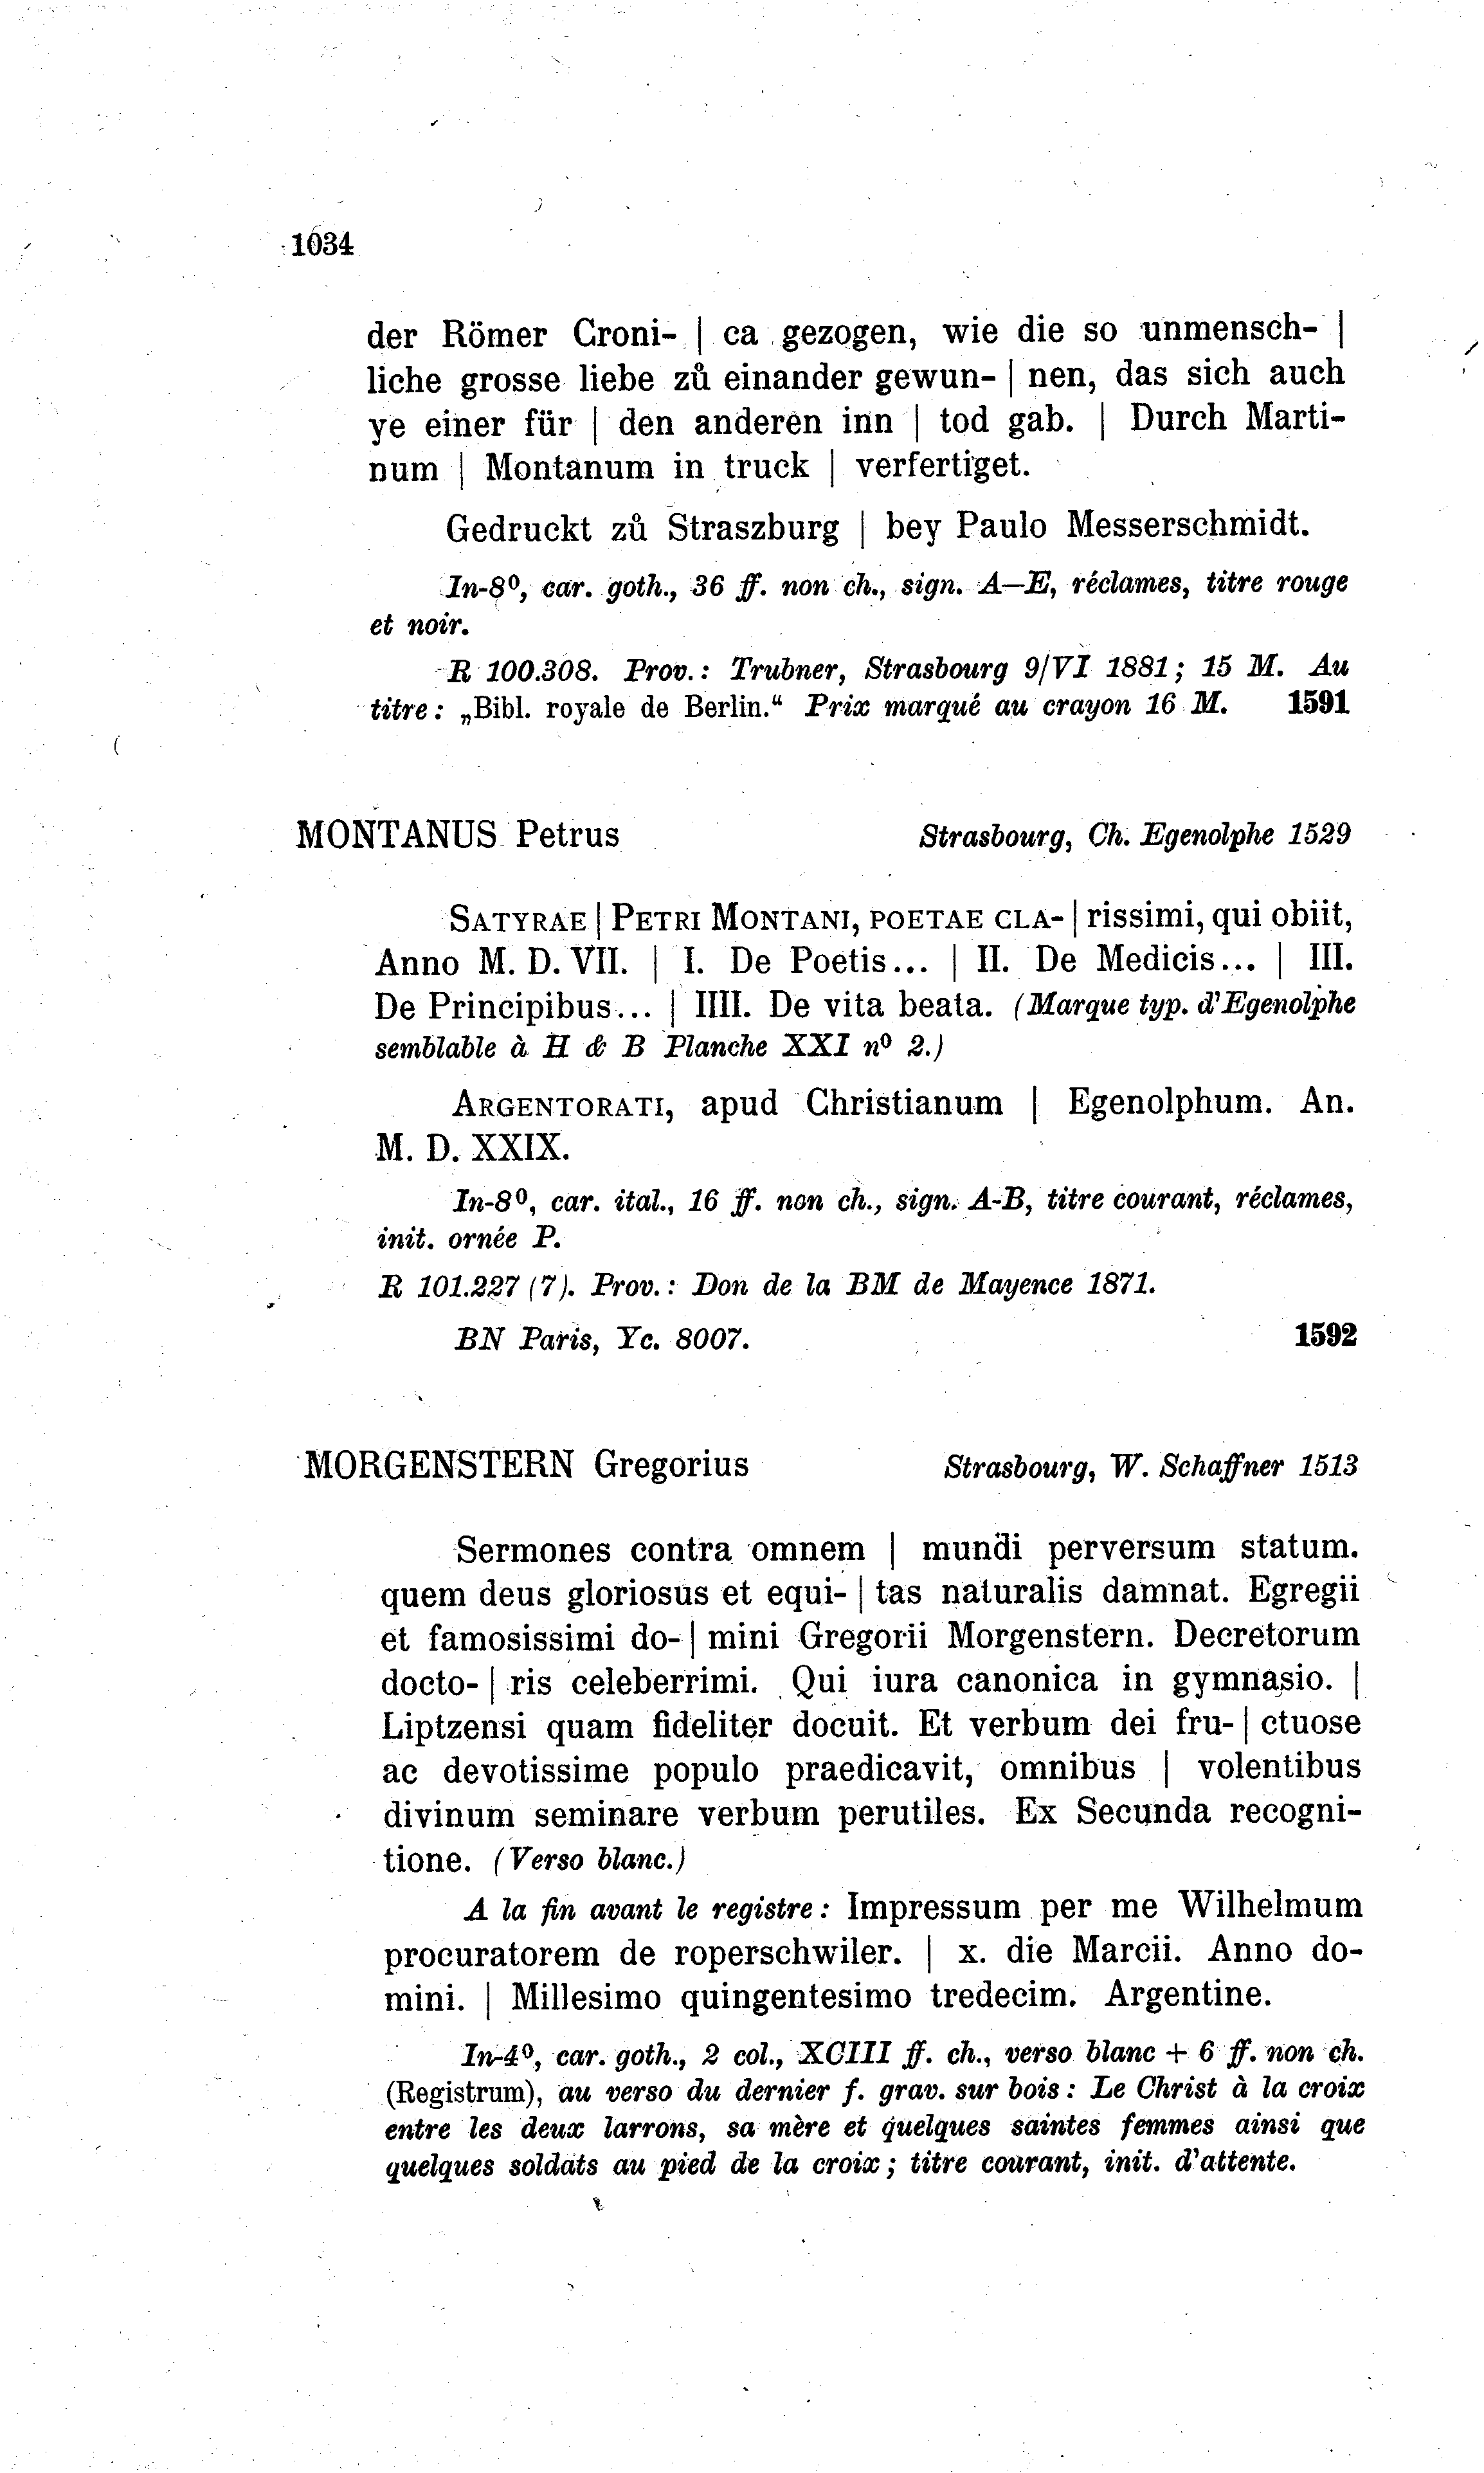 1034
der Römer Croni- | ca gezogen, wie die so unmensch- |
liche grosse liebe zů einander gewun- | nen, das sich auch
ye einer für | den anderen inn | tod gab. | Durch Marti-
num | Montanum in truck | verfertiget.
Gedruckt zů Straszburg | bey Paulo Messerschmidt.
In-8⁰, car. goth., 36 ff. non ch., sign. A—E, réclames, titre rouge
et noir.
R 100.308. Prov.: Trubner, Strasbourg 9/VI 1881; 15 M. Au
titre: „Bibl. royale de Berlin.“ Prix marqué au crayon 16 M. 1591
MONTANUS Petrus Strasbourg, Ch. Egenolphe 1529
SATYRAE | PETRI MONTANI, POETAE CLA- | rissimi, qui obiit,
Anno M. D. VII. | I. De Poetis... | II. De Medicis... | III.
De Principibus... | IIII. De vita beata. (Marque typ. d'Egenolphe
semblable à H & B Planche XXI n⁰ 2.)
ARGENTORATI, apud Christianum | Egenolphum. An.
M. D. XXIX.
In-8⁰, car. ital., 16 ff. non ch., sign. A-B, titre courant, réclames,
init. ornée P.
R 101.227 (7). Prov.: Don de la BM de Mayence 1871.
BN Paris, Yc. 8007. 1592
MORGENSTERN Gregorius Strasbourg, W. Schaffner 1513
Sermones contra omnem | mundi perversum statum.
quem deus gloriosus et equi- | tas naturalis damnat. Egregii
et famosissimi do- | mini Gregorii Morgenstern. Decretorum
docto- | ris celeberrimi. Qui iura canonica in gymnasio. |
Liptzensi quam fideliter docuit. Et verbum dei fru- | ctuose
ac devotissime populo praedicavit, omnibus | volentibus
divinum seminare verbum perutiles. Ex Secunda recogni-
tione. (Verso blanc.)
A la fin avant le registre: Impressum per me Wilhelmum
procuratorem de roperschwiler. | x. die Marcii. Anno do-
mini. | Millesimo quingentesimo tredecim. Argentine.
In-4⁰, car. goth., 2 col., XCIII ff. ch., verso blanc + 6 ff. non ch.
(Registrum), au verso du dernier f. grav. sur bois: Le Christ à la croix
entre les deux larrons, sa mère et quelques saintes femmes ainsi que
quelques soldats au pied de la croix; titre courant, init. d'attente.